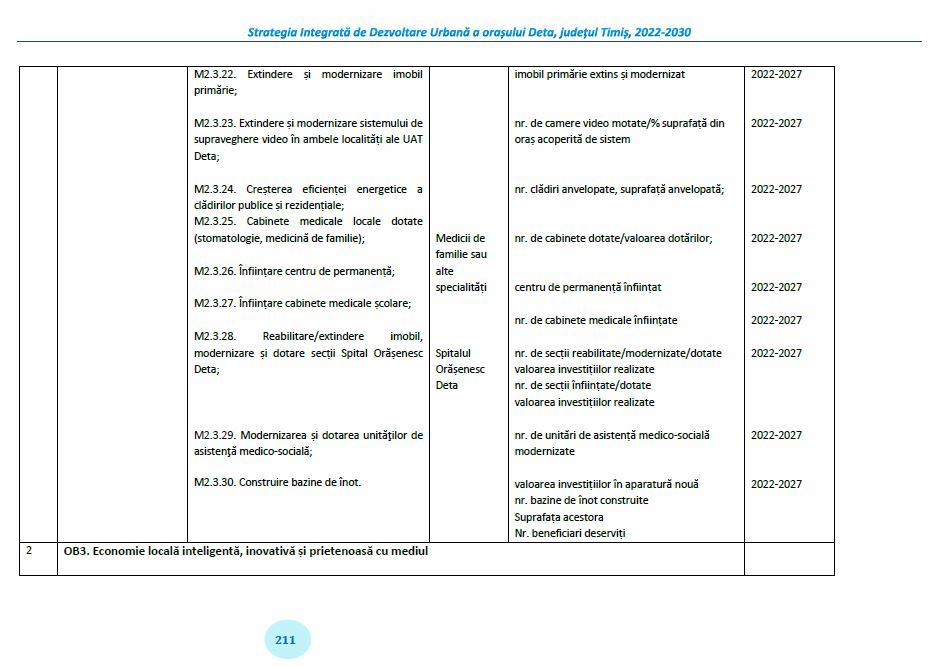 Strategia Integrată de Dezvoltare Urbană a orașului Deta, județul Timiș, 2022-2030
M2.3.22. Extindere și modernizare imobil
primărie;
imobil primărie extins și modernizat
2022-2027
M2.3.23. Extindere și modernizare sistemului de
supraveghere video în ambele localități ale UAT
Deta;
nr. de camere video motate/% suprafață din
oraș acoperită de sistem
2022-2027
M2.3.24. Creșterea eficienței energetice a
clădirilor publice și rezidențiale;
nr. clădiri anvelopate, suprafață anvelopată;
2022-2027
M2.3.25. Cabinete medicale locale dotate
(stomatologie, medicină de familie);
Medicii de
familie sau
alte
specialități
nr. de cabinete dotate/valoarea dotărilor;
2022-2027
M2.3.26. Înființare centru de permanență;
centru de permanență înființat
2022-2027
M2.3.27. Înființare cabinete medicale școlare;
nr. de cabinete medicale înființate
2022-2027
M2.3.28. Reabilitare/extindere imobil,
modernizare și dotare secții Spital Orășenesc
Deta;
Spitalul
Orășenesc
Deta
nr. de secții reabilitate/modernizate/dotate
valoarea investițiilor realizate
nr. de secții înființate/dotate
valoarea investițiilor realizate
2022-2027
M2.3.29. Modernizarea și dotarea unităţilor de
asistenţă medico-socială;
nr. de unitări de asistență medico-socială
modernizate
2022-2027
M2.3.30. Construire bazine de înot.
valoarea investițiilor în aparatură nouă
nr. bazine de înot construite
Suprafața acestora
Nr. beneficiari deserviți
2022-2027
2
OB3. Economie locală inteligentă, inovativă și prietenoasă cu mediul
211